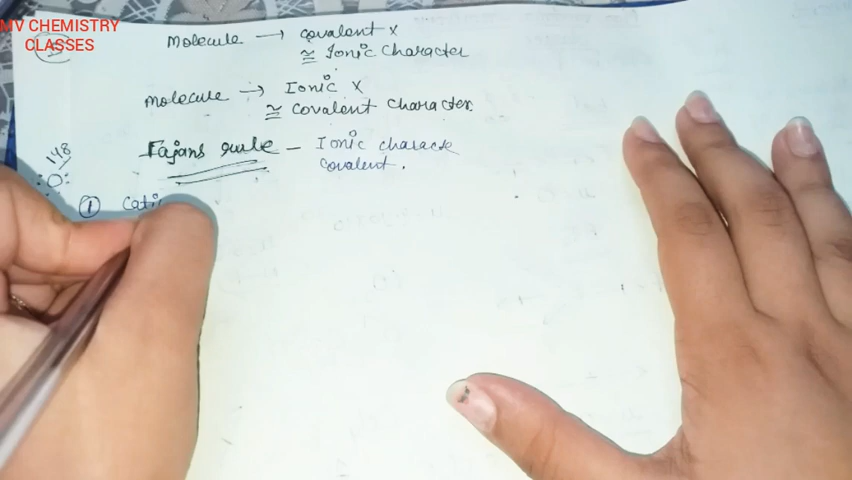 MV CHEMISTRY
CLASSES
Molecule → covalent x
≅ Ionic Character
molecule → Ionic x
≅ covalent character
Fajans rule - Ionic characte
covalent.
148
:O:
① Cati